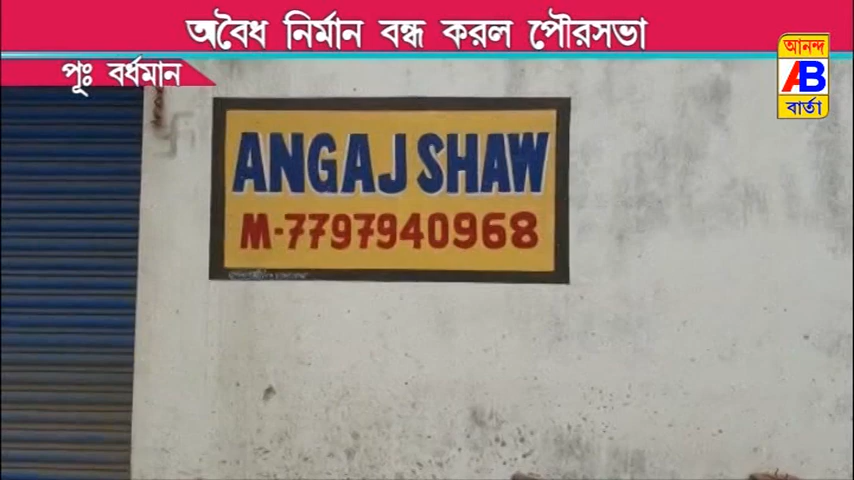 অবৈধ নির্মান বন্ধ করল পৌরসভা
পূঃ বর্ধমান
আনন্দ
AB
বার্তা
ANGAJ SHAW
M-7797940968